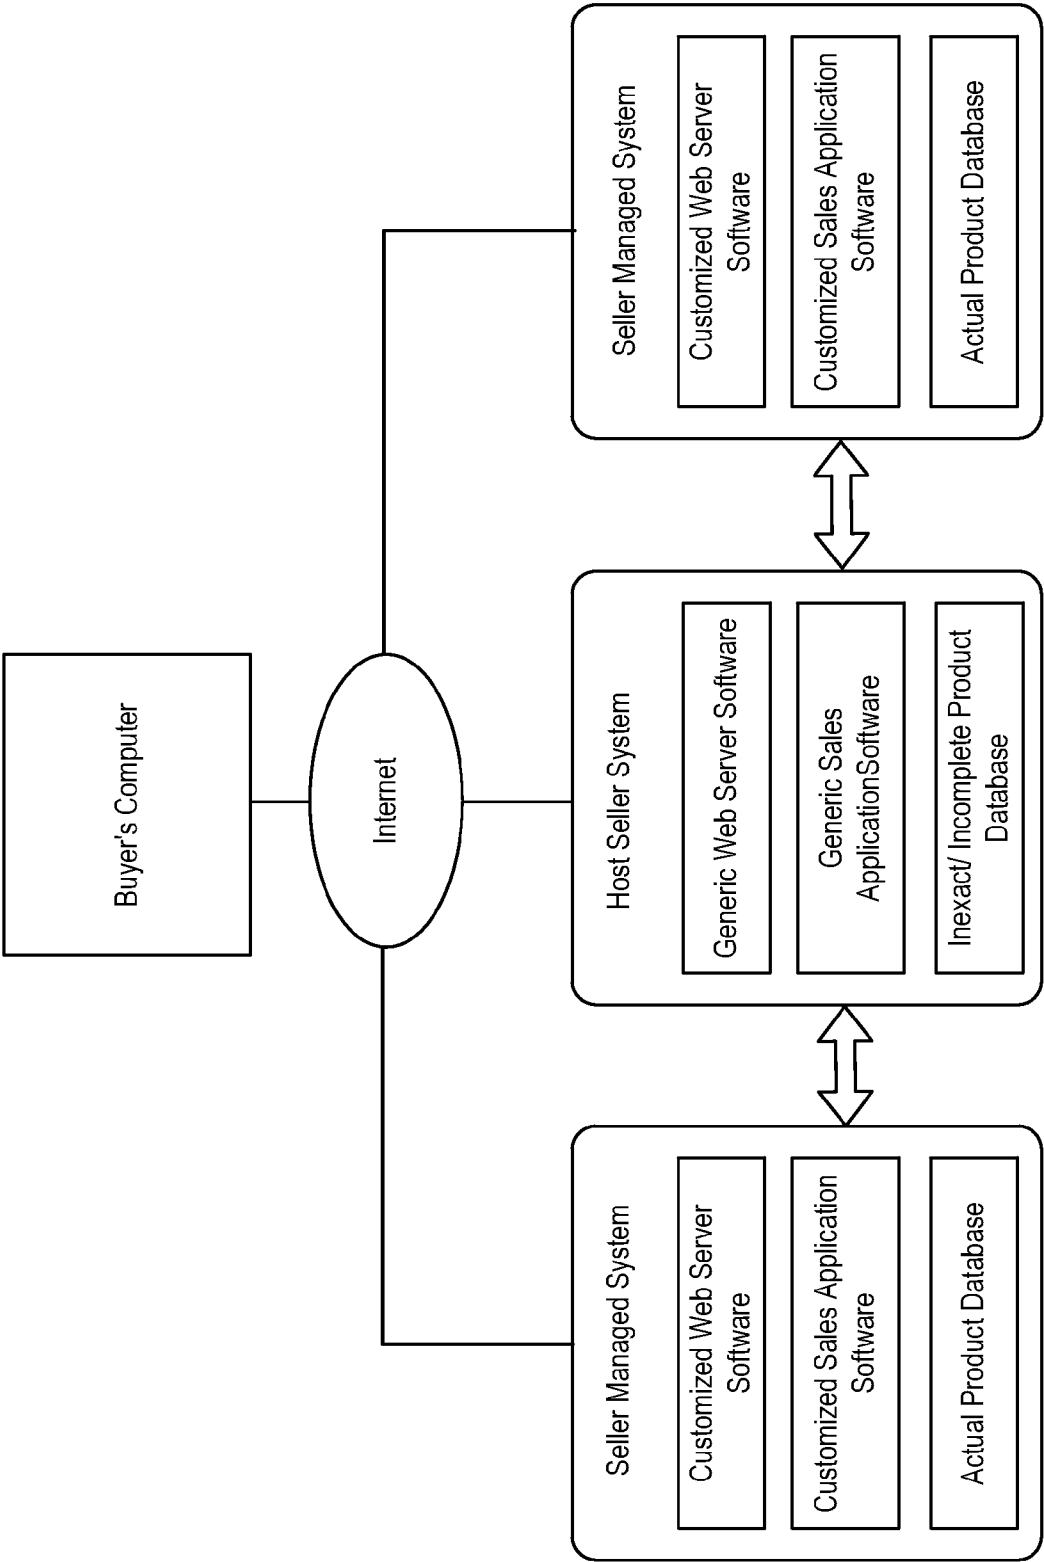 Buyer's Computer
Internet
Seller Managed System
Customized Web Server
Software
Customized Sales Application
Software
Actual Product Database
Host Seller System
Generic Web Server Software
Generic Sales
ApplicationSoftware
Inexact/ Incomplete Product
Database
Seller Managed System
Customized Web Server
Software
Customized Sales Application
Software
Actual Product Database